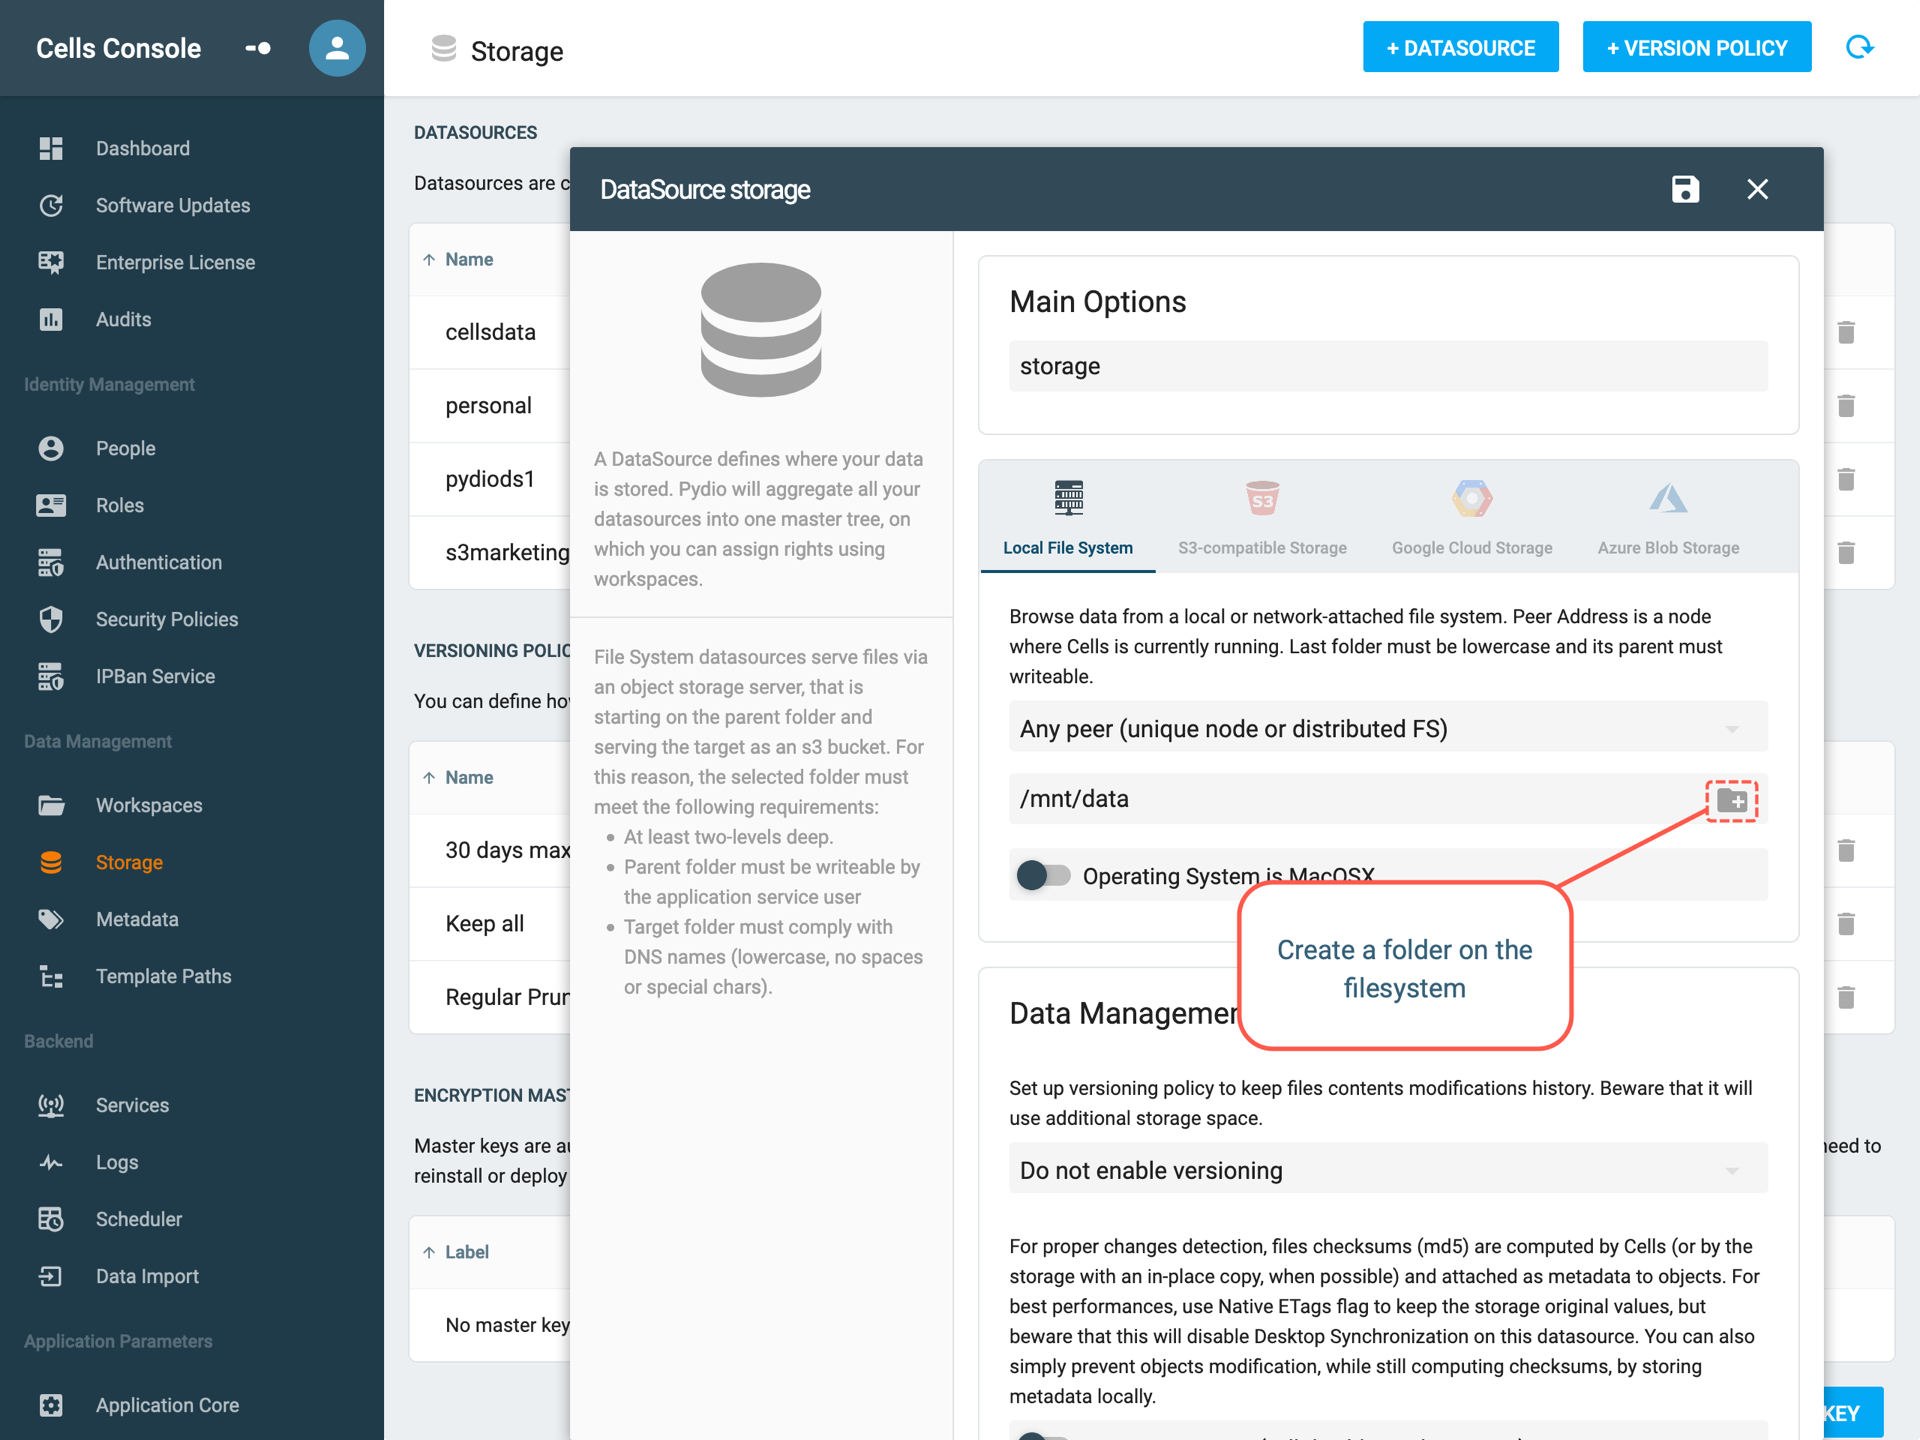 Cells Console
Storage
+ DATASOURCE
+ VERSION POLICY
Dashboard
Software Updates
Enterprise License
Audits
Identity Management
People
Roles
Authentication
Security Policies
IPBan Service
Data Management
Workspaces
Storage
Metadata
Template Paths
Backend
Services
Logs
Scheduler
Data Import
Application Parameters
Application Core
DATASOURCES
Datasources are c
Name
cellsdata
personal
pydiods1
s3marketing
VERSIONING POLIC
You can define ho
Name
30 days max
Keep all
Regular Prun
ENCRYPTION MAST
Master keys are au
need to
reinstall or deploy
Label
No master key
KEY
DataSource storage
A DataSource defines where your data
is stored. Pydio will aggregate all your
datasources into one master tree, on
which you can assign rights using
workspaces.
File System datasources serve files via
an object storage server, that is
starting on the parent folder and
serving the target as an s3 bucket. For
this reason, the selected folder must
meet the following requirements:
At least two-levels deep.
Parent folder must be writeable by
the application service user
Target folder must comply with
DNS names (lowercase, no spaces
or special chars).
Main Options
storage
S3
Local File System
S3-compatible Storage
Google Cloud Storage
Azure Blob Storage
Browse data from a local or network-attached file system. Peer Address is a node
where Cells is currently running. Last folder must be lowercase and its parent must
writeable.
Any peer (unique node or distributed FS)
/mnt/data
Operating System is MacOSX
Create a folder on the
filesystem
Data Managemen
Set up versioning policy to keep files contents modifications history. Beware that it will
use additional storage space.
Do not enable versioning
For proper changes detection, files checksums (md5) are computed by Cells (or by the
storage with an in-place copy, when possible) and attached as metadata to objects. For
best performances, use Native ETags flag to keep the storage original values, but
beware that this will disable Desktop Synchronization on this datasource. You can also
simply prevent objects modification, while still computing checksums, by storing
metadata locally.